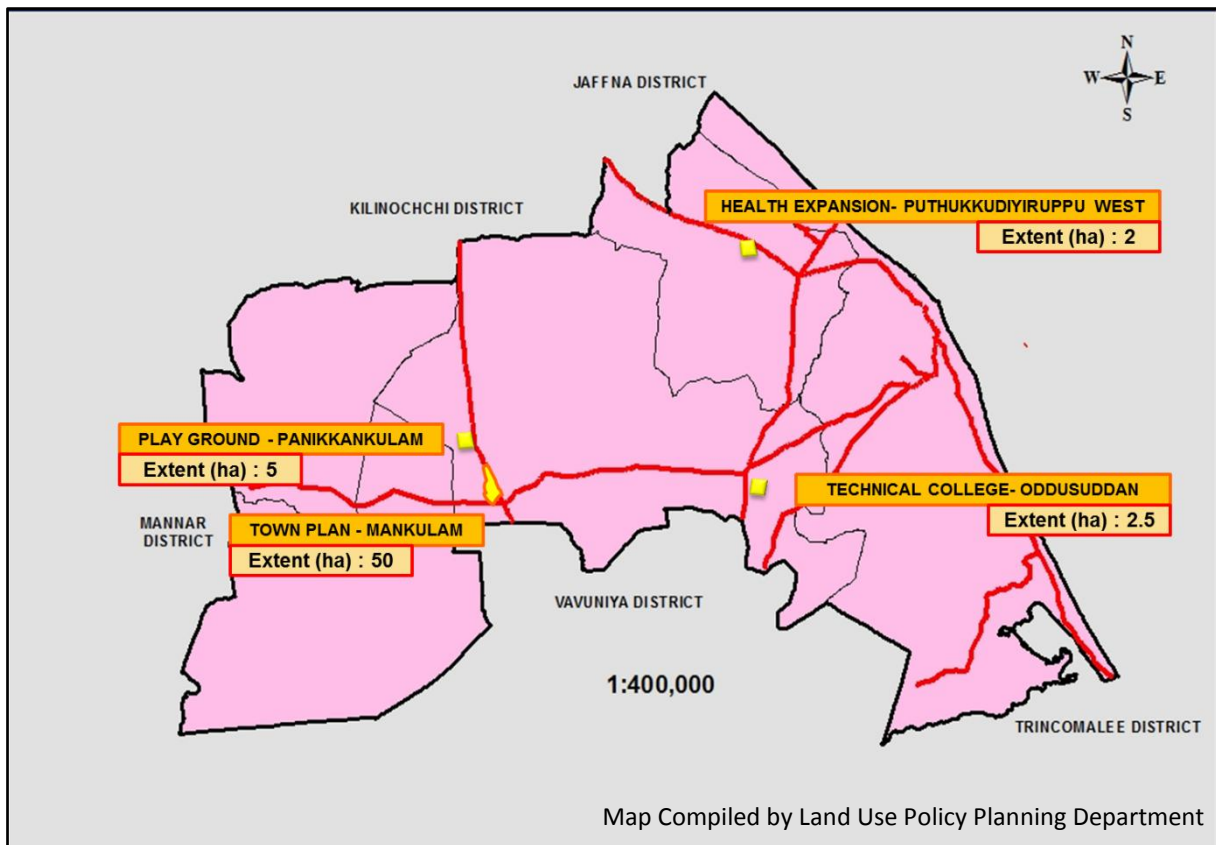 N
W E
S
JAFFNA DISTRICT
KILINOCHCHI DISTRICT
HEALTH EXPANSION- PUTHUKKUDIYIRUPPU WEST
Extent (ha) : 2
PLAY GROUND - PANIKKANKULAM
Extent (ha) : 5
TECHNICAL COLLEGE- ODDUSUDDAN
Extent (ha) : 2.5
MANNAR
DISTRICT
TOWN PLAN - MANKULAM
Extent (ha) : 50
VAVUNIYA DISTRICT
1:400,000
TRINCOMALEE DISTRICT
Map Compiled by Land Use Policy Planning Department